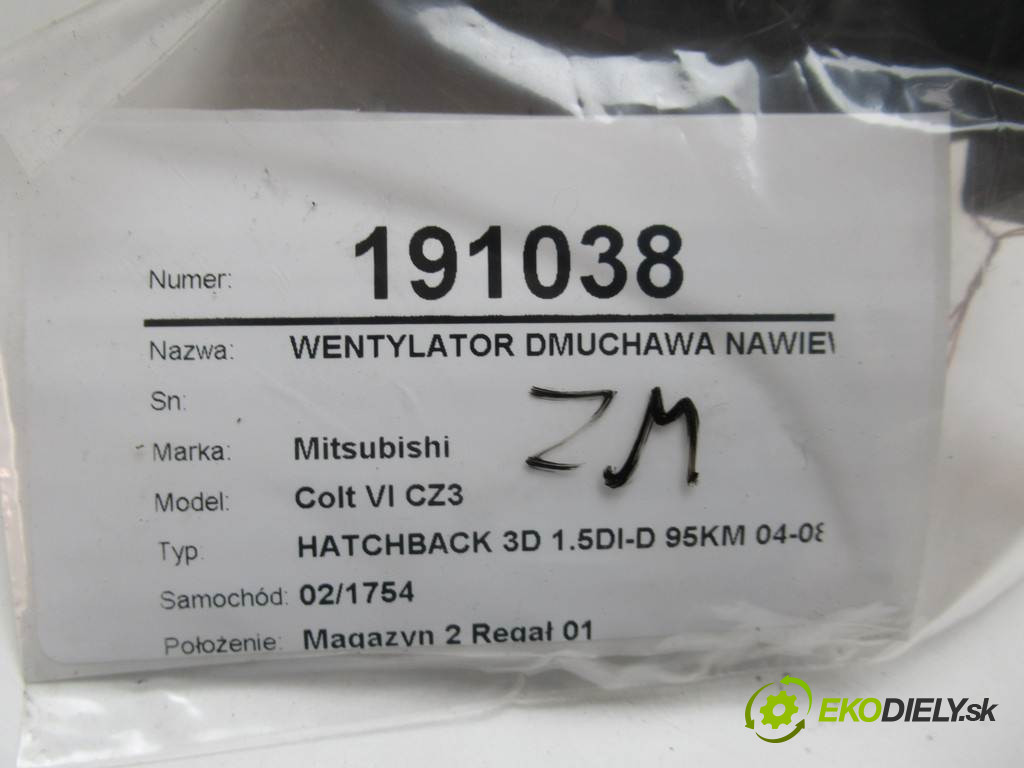 Numer: 191038
Nazwa: WENTYLATOR DMUCHAWA NAWIEW
Sn:
ZM
Marka: Mitsubishi
Model: Colt VI CZ3
Typ: HATCHBACK 3D 1.5DI-D 95KM 04-08
Samochód: 02/1754
Położenie: Magazyn 2 Regał 01
EKODIELY.sk